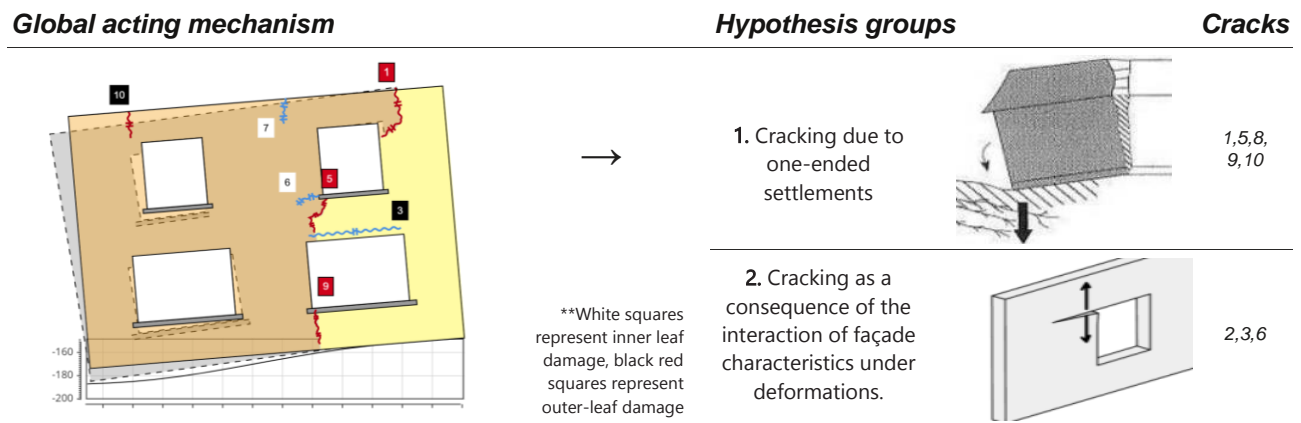 Global acting mechanism
Hypothesis groups
Cracks
1
10
7
6
5
3
9
-160
-180
-200
→
**White squares
represent inner leaf
damage, black red
squares represent
outer-leaf damage
1. Cracking due to
one-ended
settlements
1,5,8,
9,10
2. Cracking as a
consequence of the
interaction of façade
characteristics under
deformations.
2,3,6